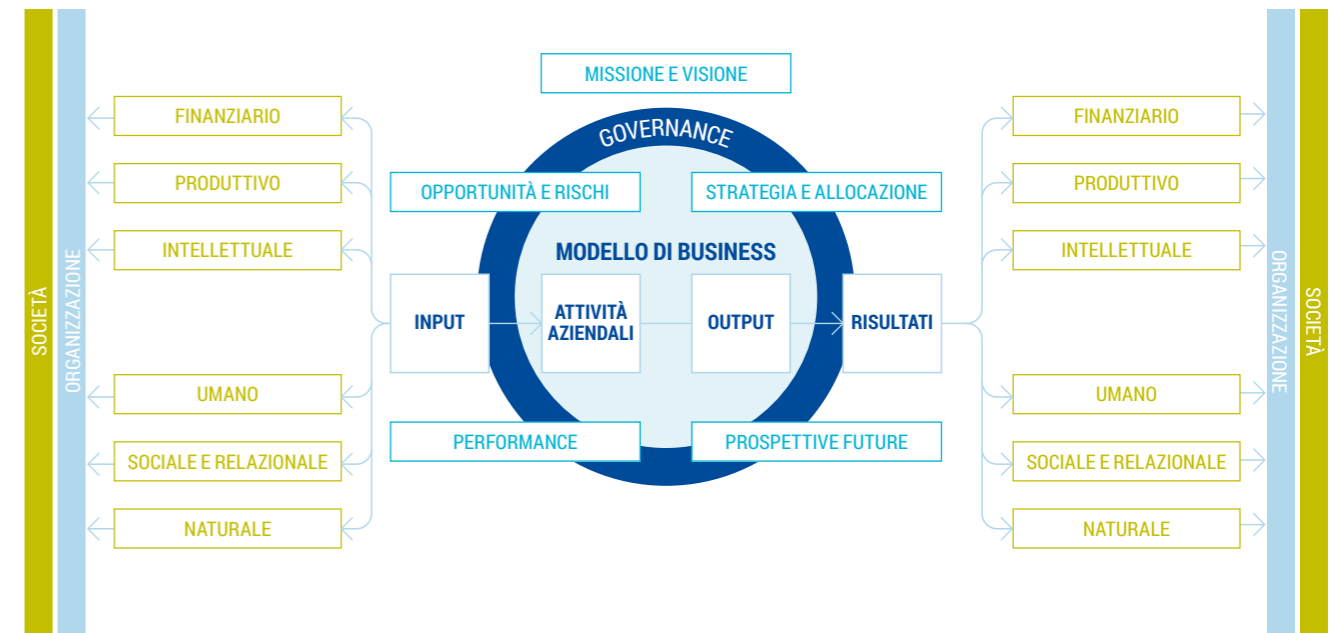 MISSIONE E VISIONE
GOVERNANCE
SOCIETÀ
ORGANIZZAZIONE
FINANZIARIO
PRODUTTIVO
INTELLETTUALE
UMANO
SOCIALE E RELAZIONALE
NATURALE
OPPORTUNITÀ E RISCHI
STRATEGIA E ALLOCAZIONE
MODELLO DI BUSINESS
INPUT
ATTIVITÀ
AZIENDALI
OUTPUT
RISULTATI
PERFORMANCE
PROSPETTIVE FUTURE
FINANZIARIO
PRODUTTIVO
INTELLETTUALE
UMANO
SOCIALE E RELAZIONALE
NATURALE
ORGANIZZAZIONE
SOCIETÀ